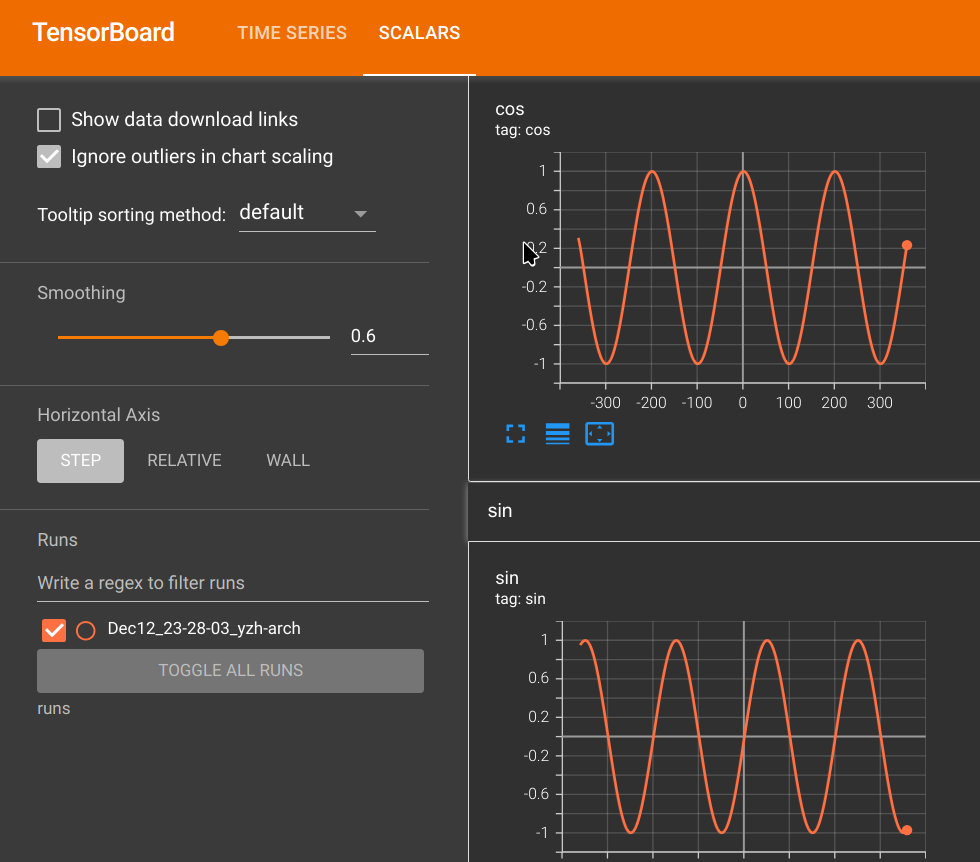 TensorBoard
TIME SERIES
SCALARS
Show data download links
Ignore outliers in chart scaling
Tooltip sorting method: default
Smoothing
0.6
Horizontal Axis
STEP
RELATIVE
WALL
Runs
Write a regex to filter runs
Dec12_23-28-03_yzh-arch
TOGGLE ALL RUNS
runs
cos
tag: cos
1
0.6
-0.2
-0.6
-1
-300 -200 -100 0 100 200 300
sin
sin
tag: sin
1
0.6
0.2
-0.2
-0.6
-1